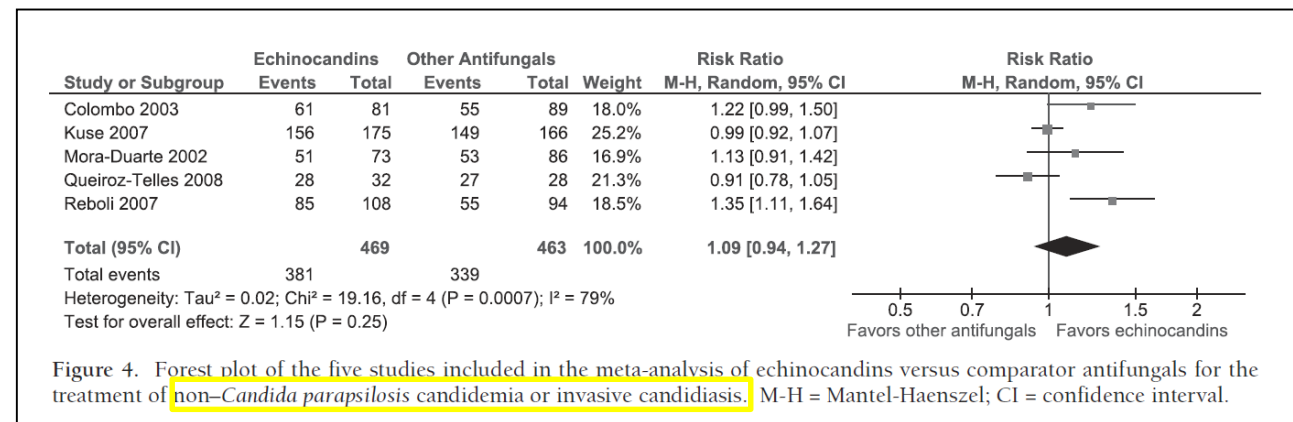 Echinocandins Other Antifungals Risk Ratio Risk Ratio
Study or Subgroup Events Total Events Total Weight M-H, Random, 95% CI M-H, Random, 95% CI
Colombo 2003 61 81 55 89 18.0% 1.22 [0.99, 1.50]
Kuse 2007 156 175 149 166 25.2% 0.99 [0.92, 1.07]
Mora-Duarte 2002 51 73 53 86 16.9% 1.13 [0.91, 1.42]
Queiroz-Telles 2008 28 32 27 28 21.3% 0.91 [0.78, 1.05]
Reboli 2007 85 108 55 94 18.5% 1.35 [1.11, 1.64]
Total (95% CI) 469 463 100.0% 1.09 [0.94, 1.27]
Total events 381 339
Heterogeneity: Tau² = 0.02; Chi² = 19.16, df = 4 (P = 0.0007); I² = 79%
Test for overall effect: Z = 1.15 (P = 0.25)
0.5 0.7 1 1.5 2
Favors other antifungals Favors echinocandins
Figure 4. Forest plot of the five studies included in the meta-analysis of echinocandins versus comparator antifungals for the
treatment of non–Candida parapsilosis candidemia or invasive candidiasis. M-H = Mantel-Haenszel; CI = confidence interval.